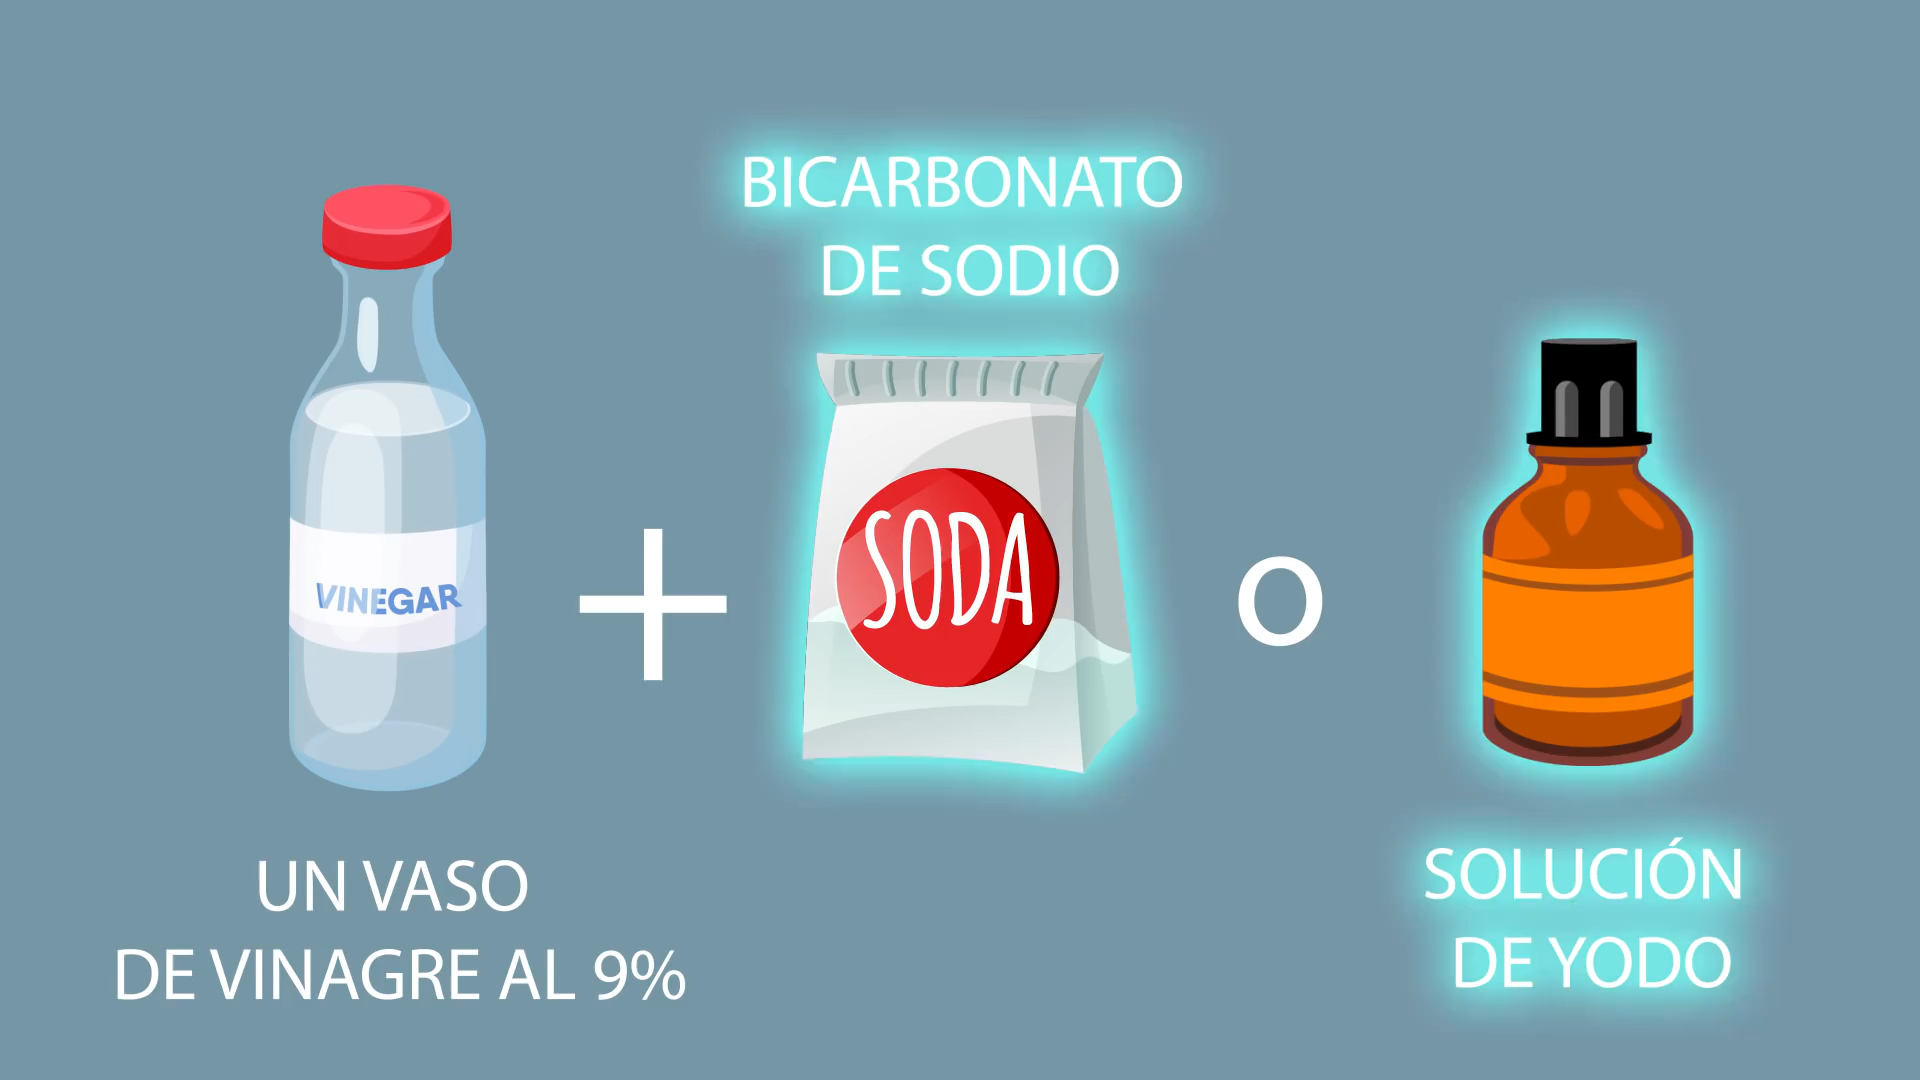 BICARBONATO
DE SODIO
VINEGAR
+
SODA
o
UN VASO
DE VINAGRE AL 9%
SOLUCIÓN
DE YODO